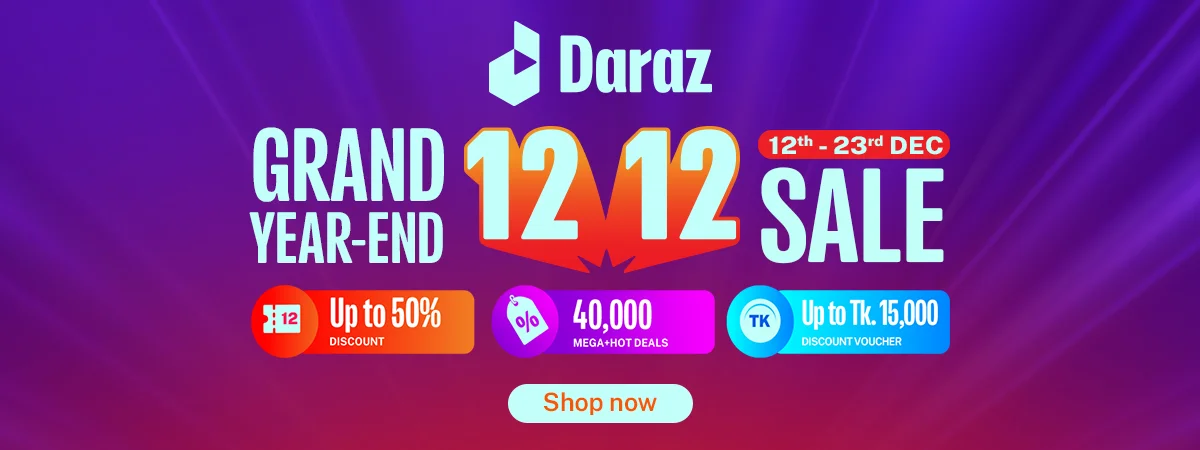 Daraz
GRAND
YEAR-END
12 12
12th - 23rd DEC
SALE
12
Up to 50%
DISCOUNT
%
40,000
MEGA+HOT DEALS
TK
Up to Tk. 15,000
DISCOUNT VOUCHER
Shop now